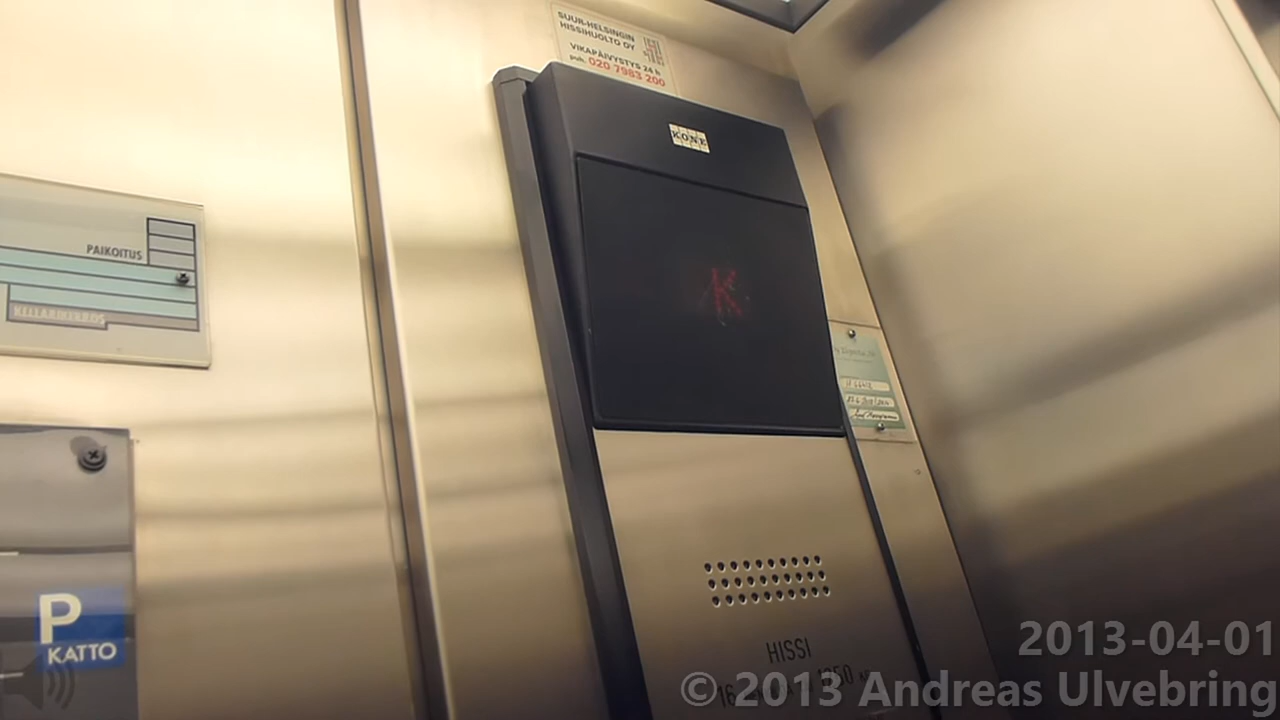 SUUR-HELSINGIN
HISSIHUOLTO OY
VIKAPÄIVYSTYS 24 h
puh. 020 7983 200
KONE
PAIKOITUS
KELLARIKERROS
K
P
KATTO
HISSI
2013-04-01
© 2013 Andreas Ulvebring